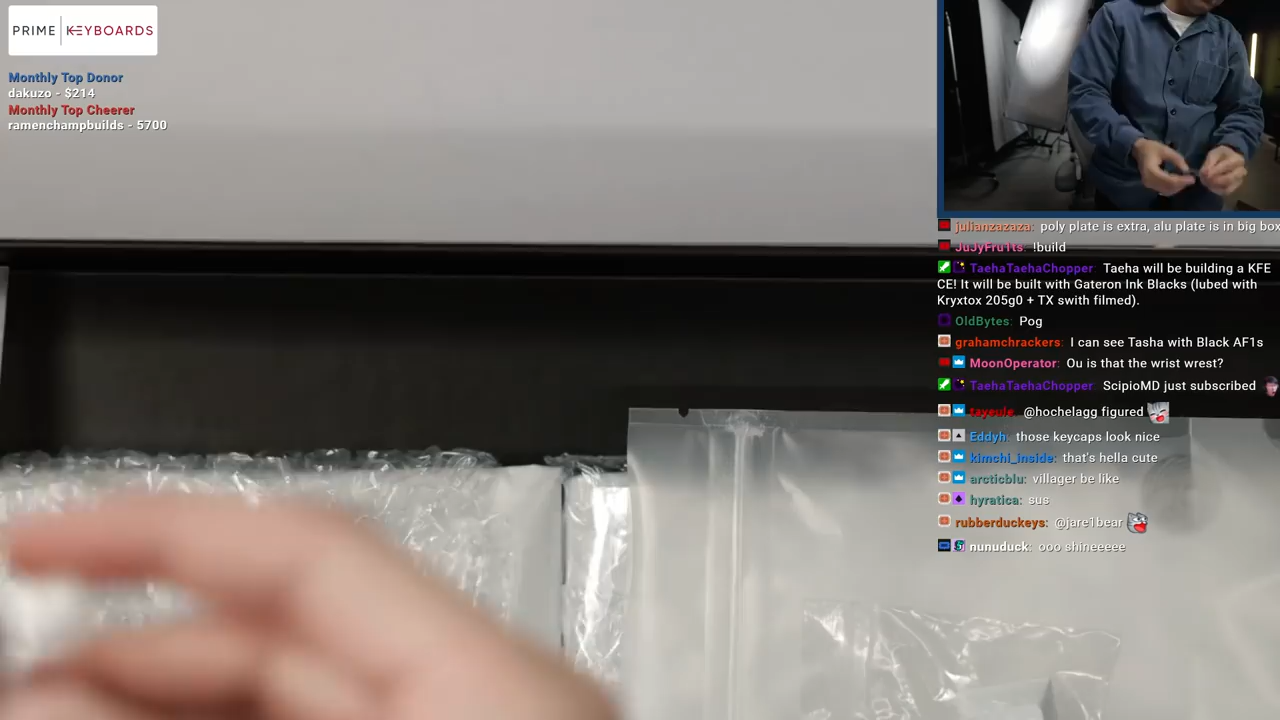 PRIME | KEYBOARDS
Monthly Top Donor
dakuzo - $214
Monthly Top Cheerer
ramenchampbuilds - 5700
julianzazaza: poly plate is extra, alu plate is in big box
JuJyFru1ts: !build
TaehaTaehaChopper: Taeha will be building a KFE
CE! It will be built with Gateron Ink Blacks (lubed with
Kryxtox 205g0 + TX swith filmed).
OldBytes: Pog
grahamchrackers: I can see Tasha with Black AF1s
MoonOperator: Ou is that the wrist wrest?
TaehaTaehaChopper: ScipioMD just subscribed
tayeule: @hochelagg figured
Eddyh: those keycaps look nice
kimchi_inside: that's hella cute
arcticblu: villager be like
hyratica: sus
rubberduckeys: @jare1bear
nunuduck: ooo shineeeee